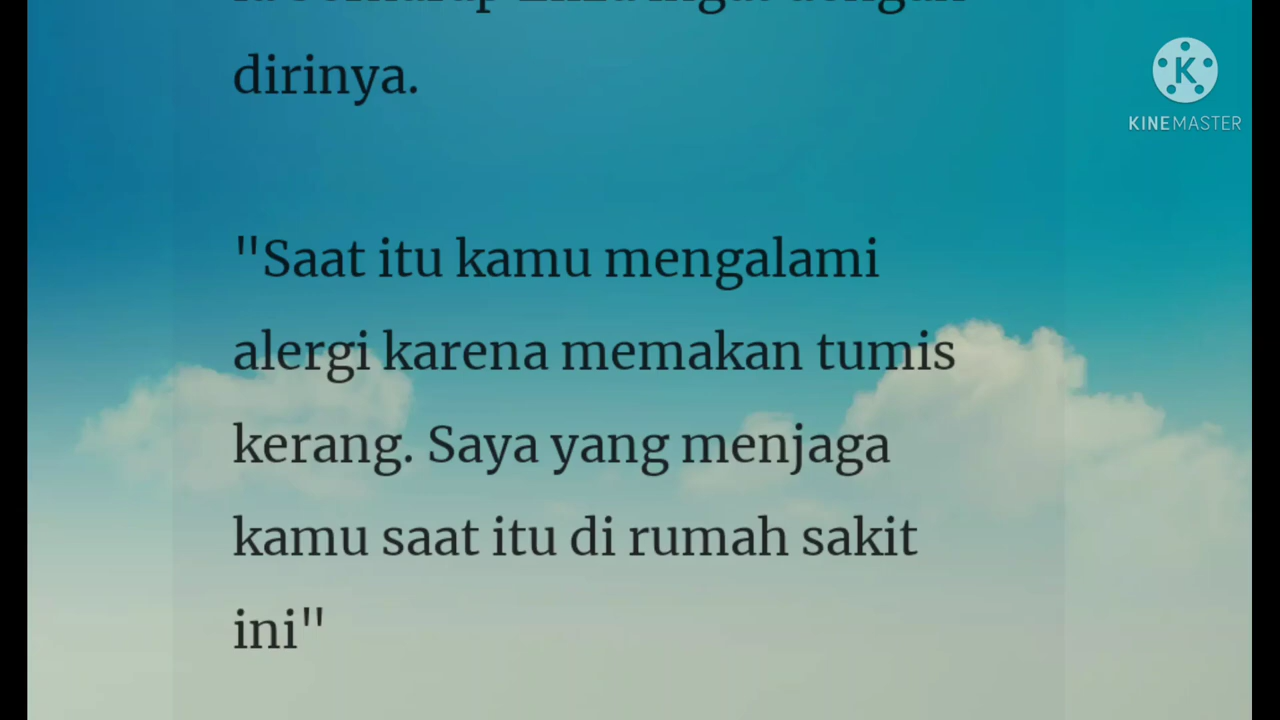 dirinya.
"Saat itu kamu mengalami
alergi karena memakan tumis
kerang. Saya yang menjaga
kamu saat itu di rumah sakit
ini"
KINEMASTER